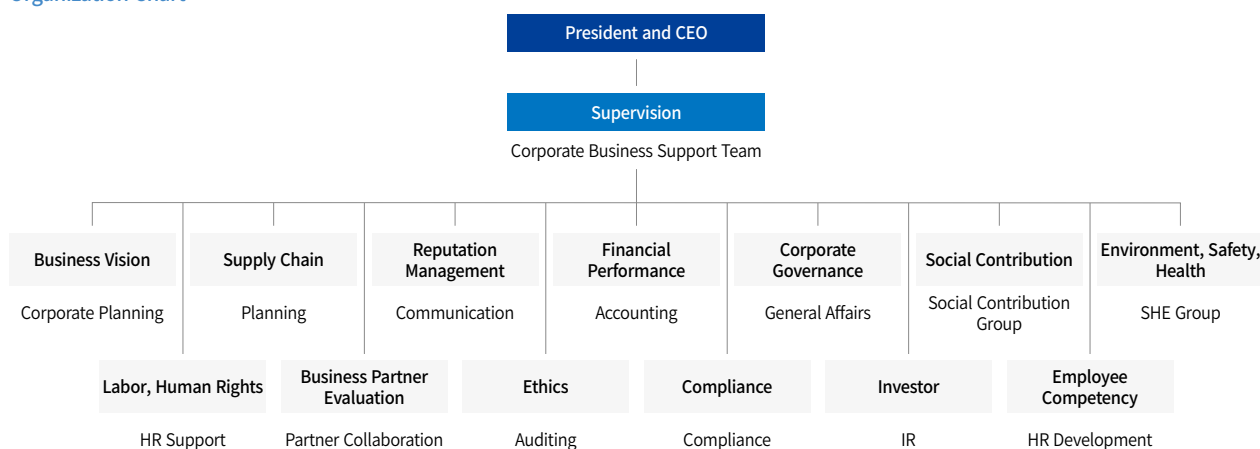 Organization Chart
President and CEO
Supervision
Corporate Business Support Team
Business Vision
Corporate Planning
Supply Chain
Planning
Reputation
Management
Communication
Financial
Performance
Accounting
Corporate
Governance
General Affairs
Social Contribution
Social Contribution
Group
Environment, Safety,
Health
SHE Group
Labor, Human Rights
HR Support
Business Partner
Evaluation
Partner Collaboration
Ethics
Auditing
Compliance
Compliance
Investor
IR
Employee
Competency
HR Development